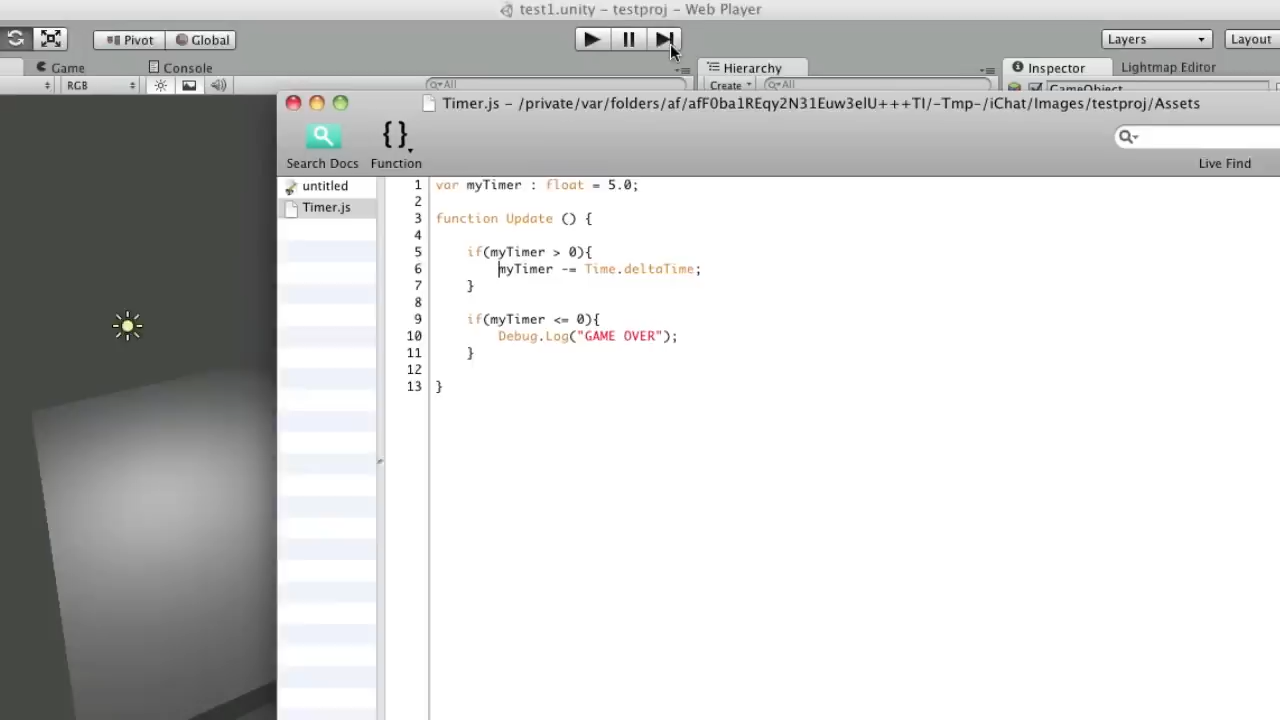 test1.unity – testproj – Web Player
Pivot Global Layers Layout
Game Console Hierarchy Inspector Lightmap Editor
RGB All Create All GameObject
Timer.js – /private/var/folders/af/afF0ba1REqy2N31Euw3elU+++TI/-Tmp-/iChat/Images/testproj/Assets
{}
Search Docs Function Live Find
untitled
Timer.js
1 var myTimer : float = 5.0;
2
3 function Update () {
4
5 if(myTimer > 0){
6 myTimer -= Time.deltaTime;
7 }
8
9 if(myTimer <= 0){
10 Debug.Log("GAME OVER");
11 }
12
13 }